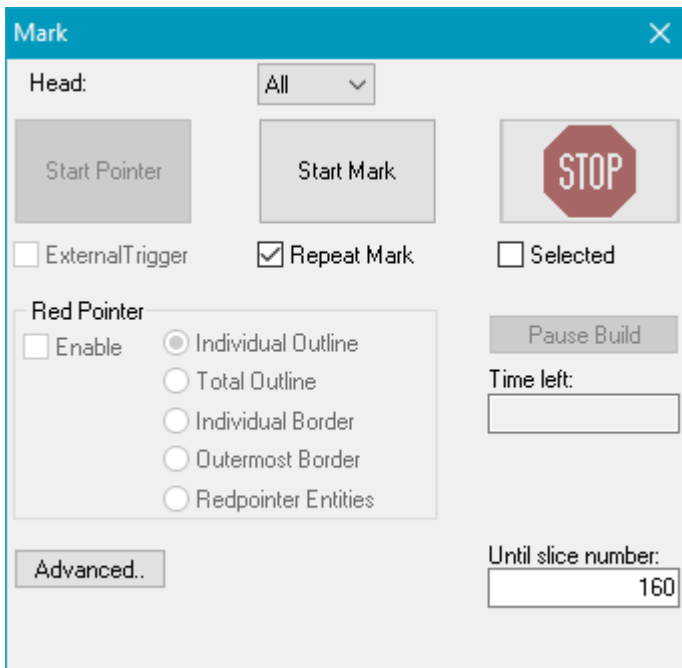 Mark
Head:
All
Start Pointer
Start Mark
STOP
ExternalTrigger
Repeat Mark
Selected
Red Pointer
Enable
Individual Outline
Total Outline
Individual Border
Outermost Border
Redpointer Entities
Pause Build
Time left:
Advanced..
Until slice number:
160